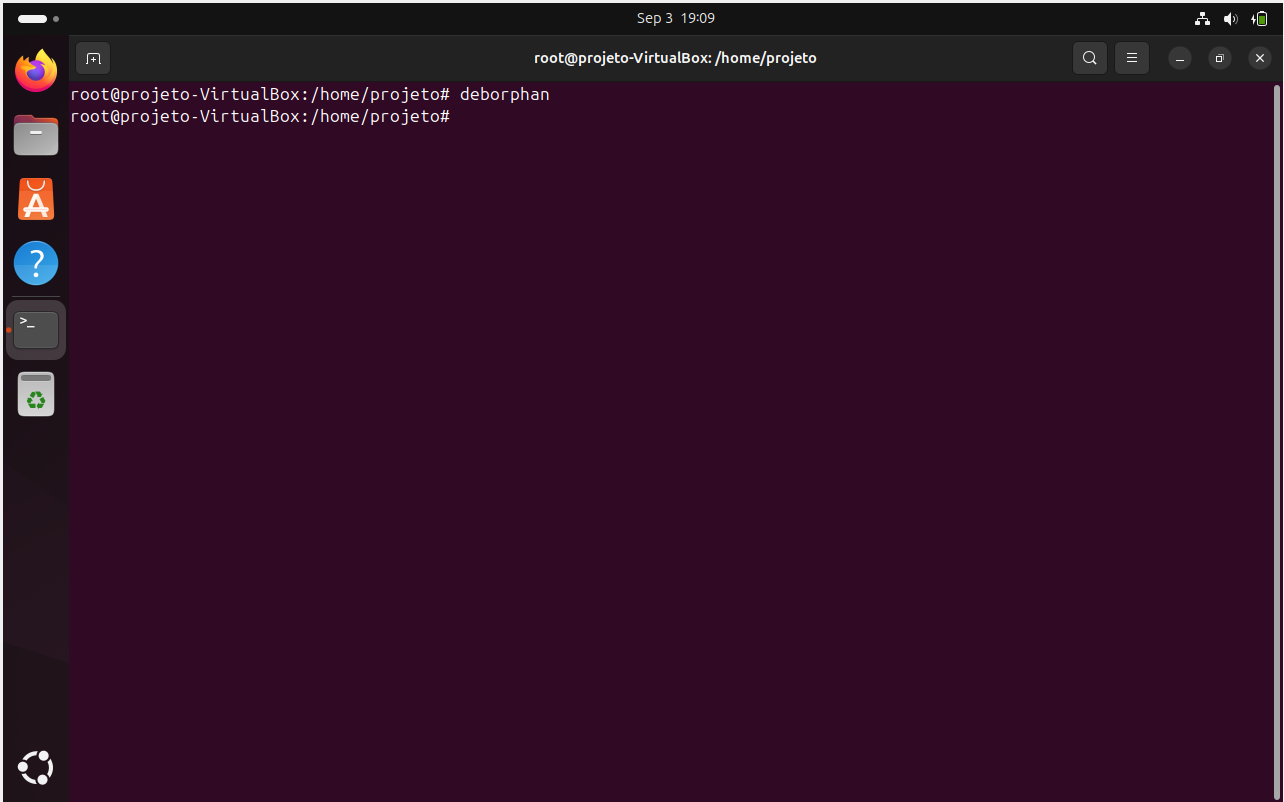 Sep 3 19:09
root@projeto-VirtualBox: /home/projeto
root@projeto-VirtualBox:/home/projeto# deborphan
root@projeto-VirtualBox:/home/projeto#